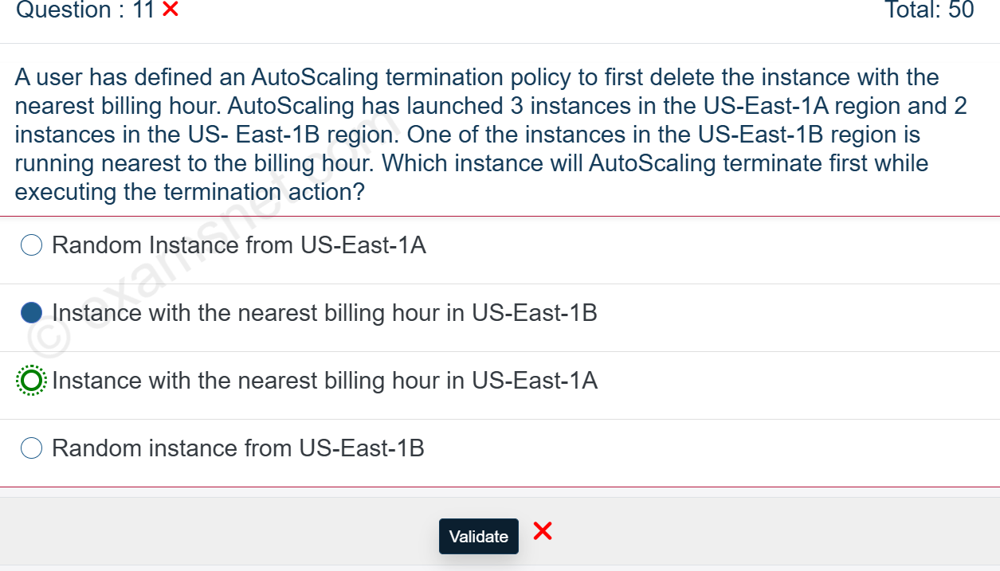 Question : 11
Total: 50
A user has defined an AutoScaling termination policy to first delete the instance with the
nearest billing hour. AutoScaling has launched 3 instances in the US-East-1A region and 2
instances in the US- East-1B region. One of the instances in the US-East-1B region is
running nearest to the billing hour. Which instance will AutoScaling terminate first while
executing the termination action?
Random Instance from US-East-1A
Instance with the nearest billing hour in US-East-1B
Instance with the nearest billing hour in US-East-1A
Random instance from US-East-1B
© examsnet.com
Validate